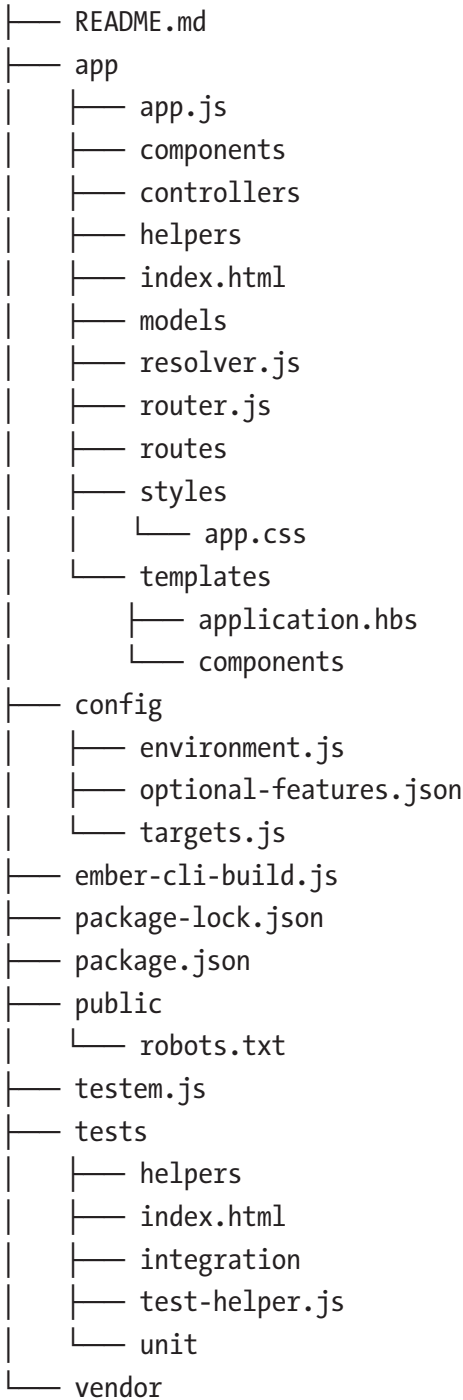 ├── README.md
├── app
│   ├── app.js
│   ├── components
│   ├── controllers
│   ├── helpers
│   ├── index.html
│   ├── models
│   ├── resolver.js
│   ├── router.js
│   ├── routes
│   ├── styles
│   │   └── app.css
│   └── templates
│       ├── application.hbs
│       └── components
├── config
│   ├── environment.js
│   ├── optional-features.json
│   └── targets.js
├── ember-cli-build.js
├── package-lock.json
├── package.json
├── public
│   └── robots.txt
├── testem.js
├── tests
│   ├── helpers
│   ├── index.html
│   ├── integration
│   ├── test-helper.js
│   └── unit
└── vendor